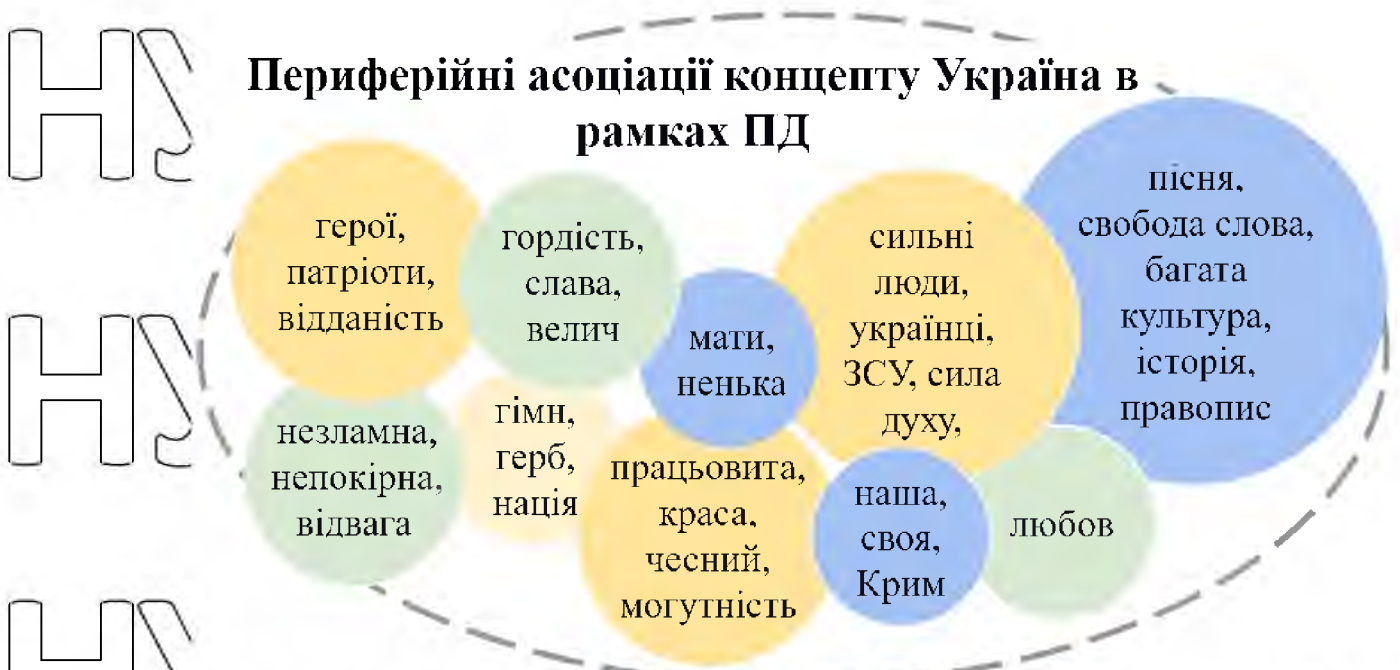 Периферійні асоціації концепту Україна в
рамках ПД
герої,
патріоти,
відданість
гордість,
слава,
велич
мати,
ненька
сильні
люди,
українці,
ЗСУ, сила
духу,
пісня,
свобода слова,
багата
культура,
історія,
правопис
незламна,
непокірна,
відвага
гімн,
герб,
нація
працьовита,
краса,
чесний,
могутність
наша,
своя,
Крим
любов